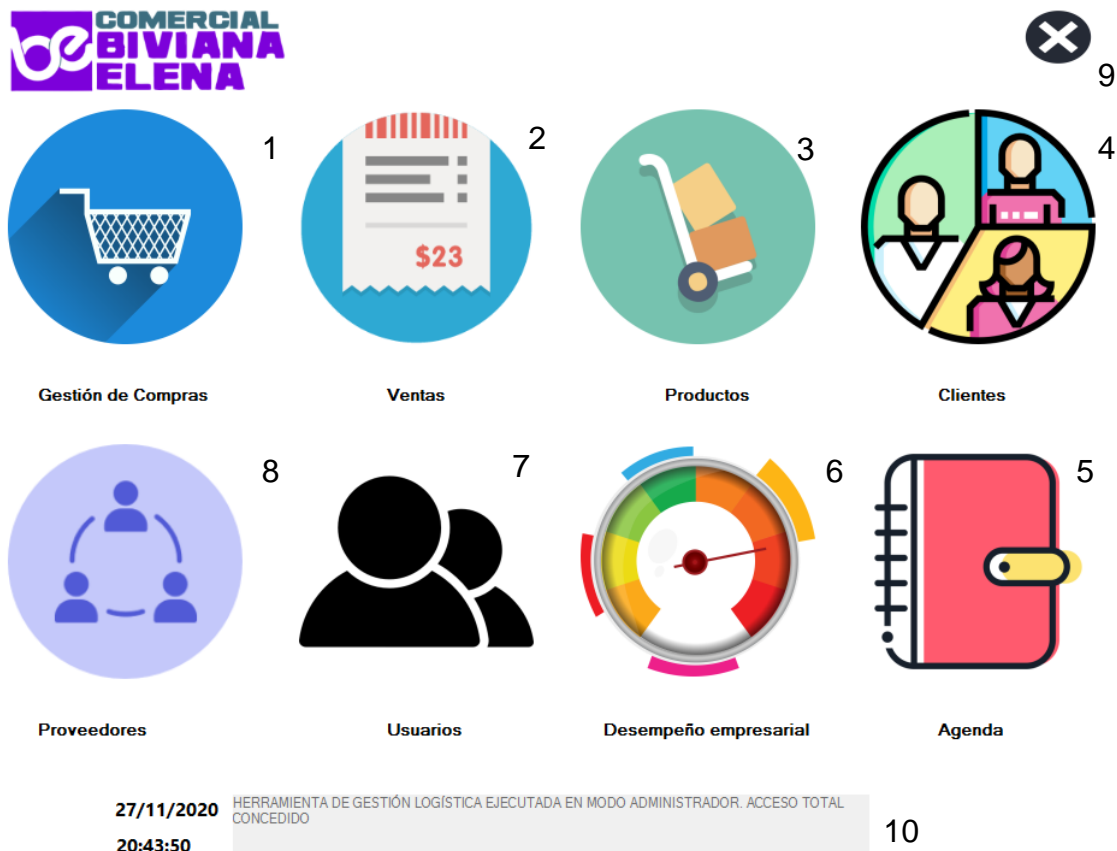 COMERCIAL
BIVIANA
ELENA
9
1
2
3
4
$23
Gestión de Compras
Ventas
Productos
Clientes
8
7
6
5
Proveedores
Usuarios
Desempeño empresarial
Agenda
27/11/2020
HERRAMIENTA DE GESTIÓN LOGÍSTICA EJECUTADA EN MODO ADMINISTRADOR. ACCESO TOTAL
CONCEDIDO
10
20:43:50